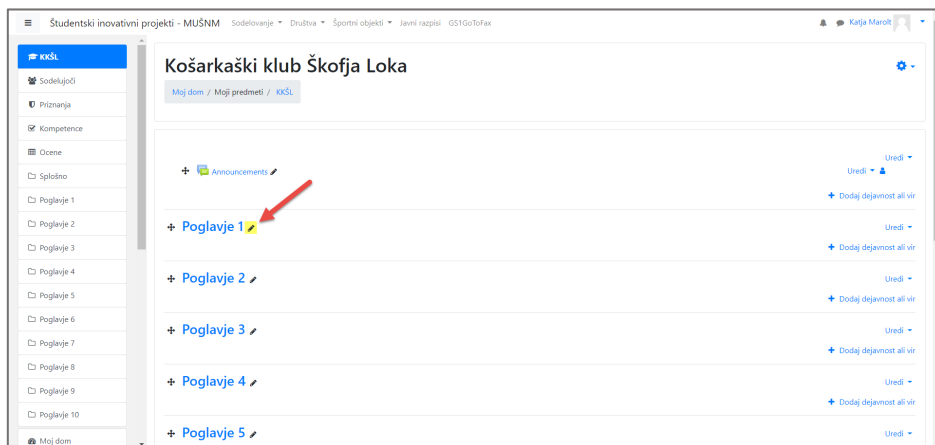 Študentski inovativni projekti - MUŠNM Sodelovanje Društva Športni objekti Javni razpisi GS1GoToFax Katja Marolt
KKŠL
Sodelujoči
Priznanja
Kompetence
Ocene
Splošno
Poglavje 1
Poglavje 2
Poglavje 3
Poglavje 4
Poglavje 5
Poglavje 6
Poglavje 7
Poglavje 8
Poglavje 9
Poglavje 10
Moj dom
Košarkaški klub Škofja Loka
Moj dom / Moji predmeti / KKŠL
Uredi
Announcements Uredi
Dodaj dejavnost ali vir
Poglavje 1 Uredi
Dodaj dejavnost ali vir
Poglavje 2 Uredi
Dodaj dejavnost ali vir
Poglavje 3 Uredi
Dodaj dejavnost ali vir
Poglavje 4 Uredi
Dodaj dejavnost ali vir
Poglavje 5 Uredi